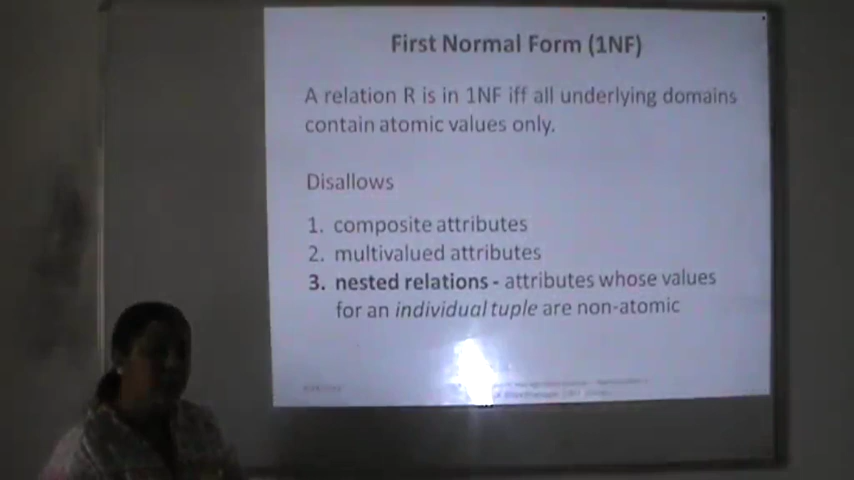 First Normal Form (1NF)
A relation R is in 1NF iff all underlying domains
contain atomic values only.
Disallows
1. composite attributes
2. multivalued attributes
3. nested relations - attributes whose values
for an individual tuple are non-atomic